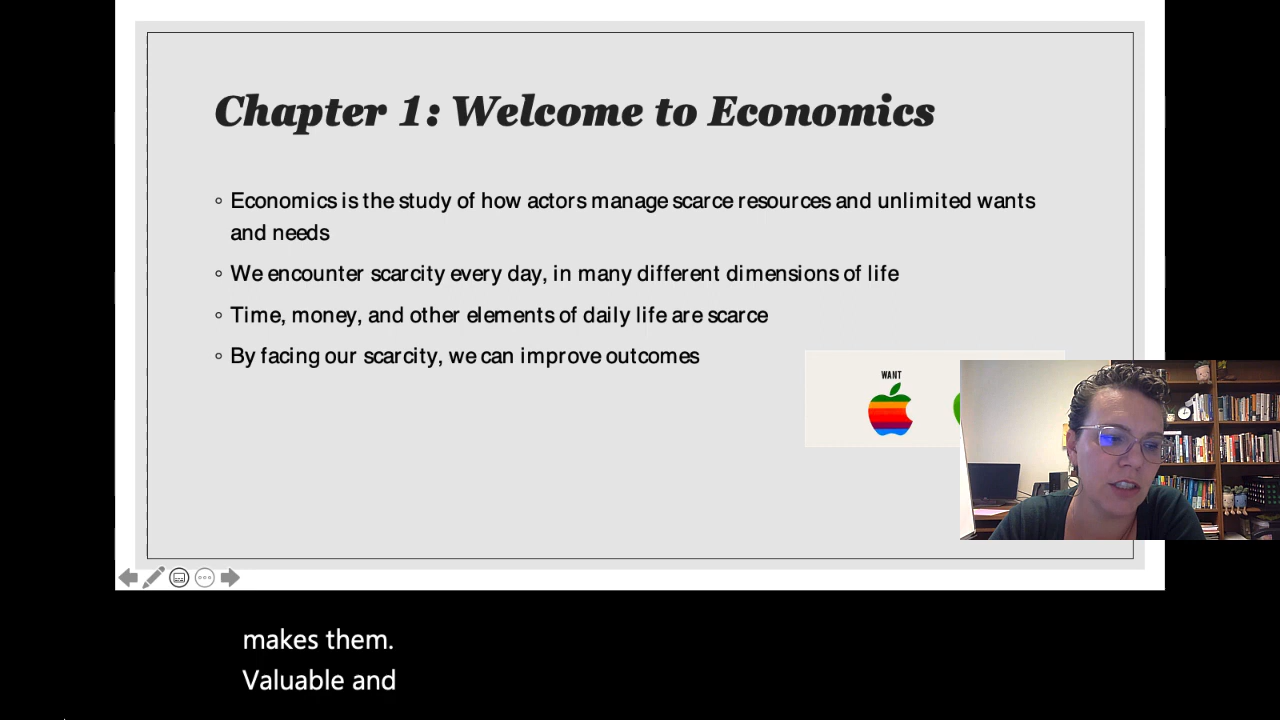 Chapter 1: Welcome to Economics
◦ Economics is the study of how actors manage scarce resources and unlimited wants
and needs
◦ We encounter scarcity every day, in many different dimensions of life
◦ Time, money, and other elements of daily life are scarce
◦ By facing our scarcity, we can improve outcomes
WANT
makes them.
Valuable and